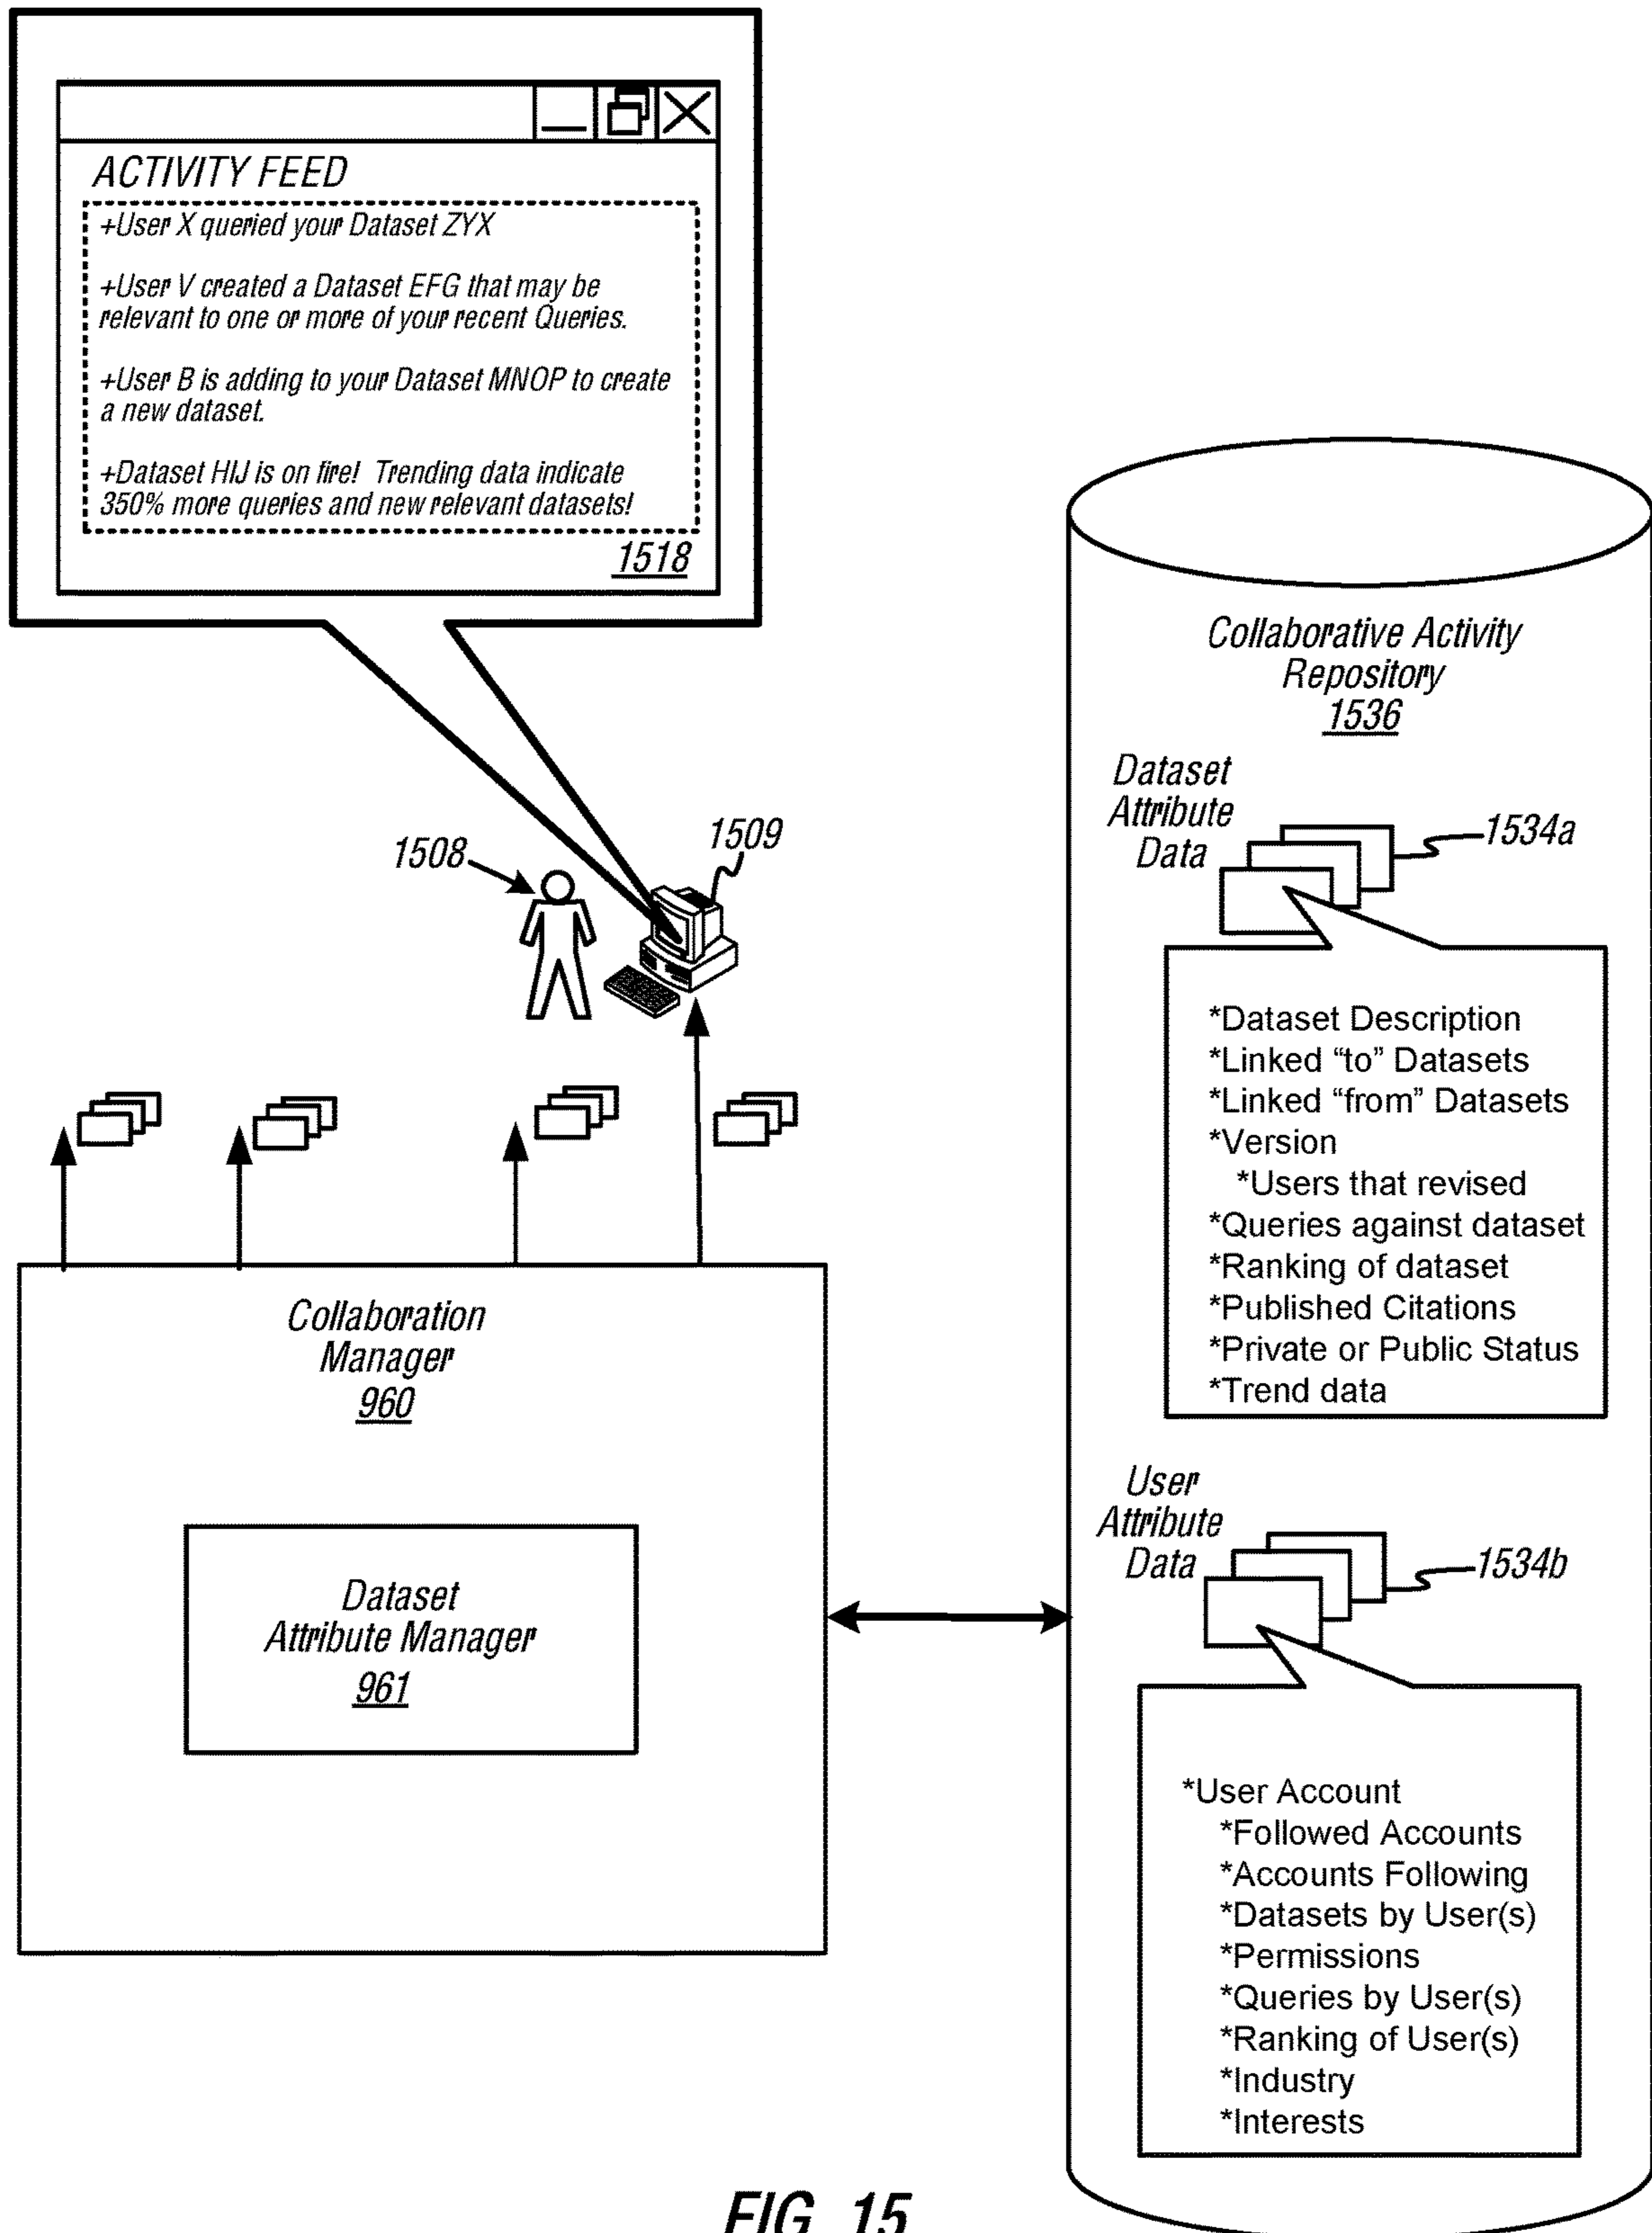 ACTIVITY FEED
+User X queried your Dataset ZYX
+User V created a Dataset EFG that may be
relevant to one or more of your recent Queries.
+User B is adding to your Dataset MNOP to create
a new dataset.
+Dataset HIJ is on fire! Trending data indicate
350% more queries and new relevant datasets!
1518
1508
1509
Collaboration
Manager
960
Dataset
Attribute Manager
961
Collaborative Activity
Repository
1536
Dataset
Attribute
Data
1534a
*Dataset Description
*Linked “to” Datasets
*Linked “from” Datasets
*Version
*Users that revised
*Queries against dataset
*Ranking of dataset
*Published Citations
*Private or Public Status
*Trend data
User
Attribute
Data
1534b
*User Account
*Followed Accounts
*Accounts Following
*Datasets by User(s)
*Permissions
*Queries by User(s)
*Ranking of User(s)
*Industry
*Interests
FIG. 15